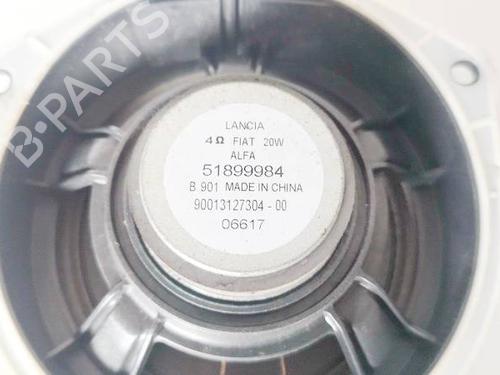 B-PARTS
LANCIA
4Ω FIAT 20W
ALFA
51899984
B.901 MADE IN CHINA
90013127304-00
06617